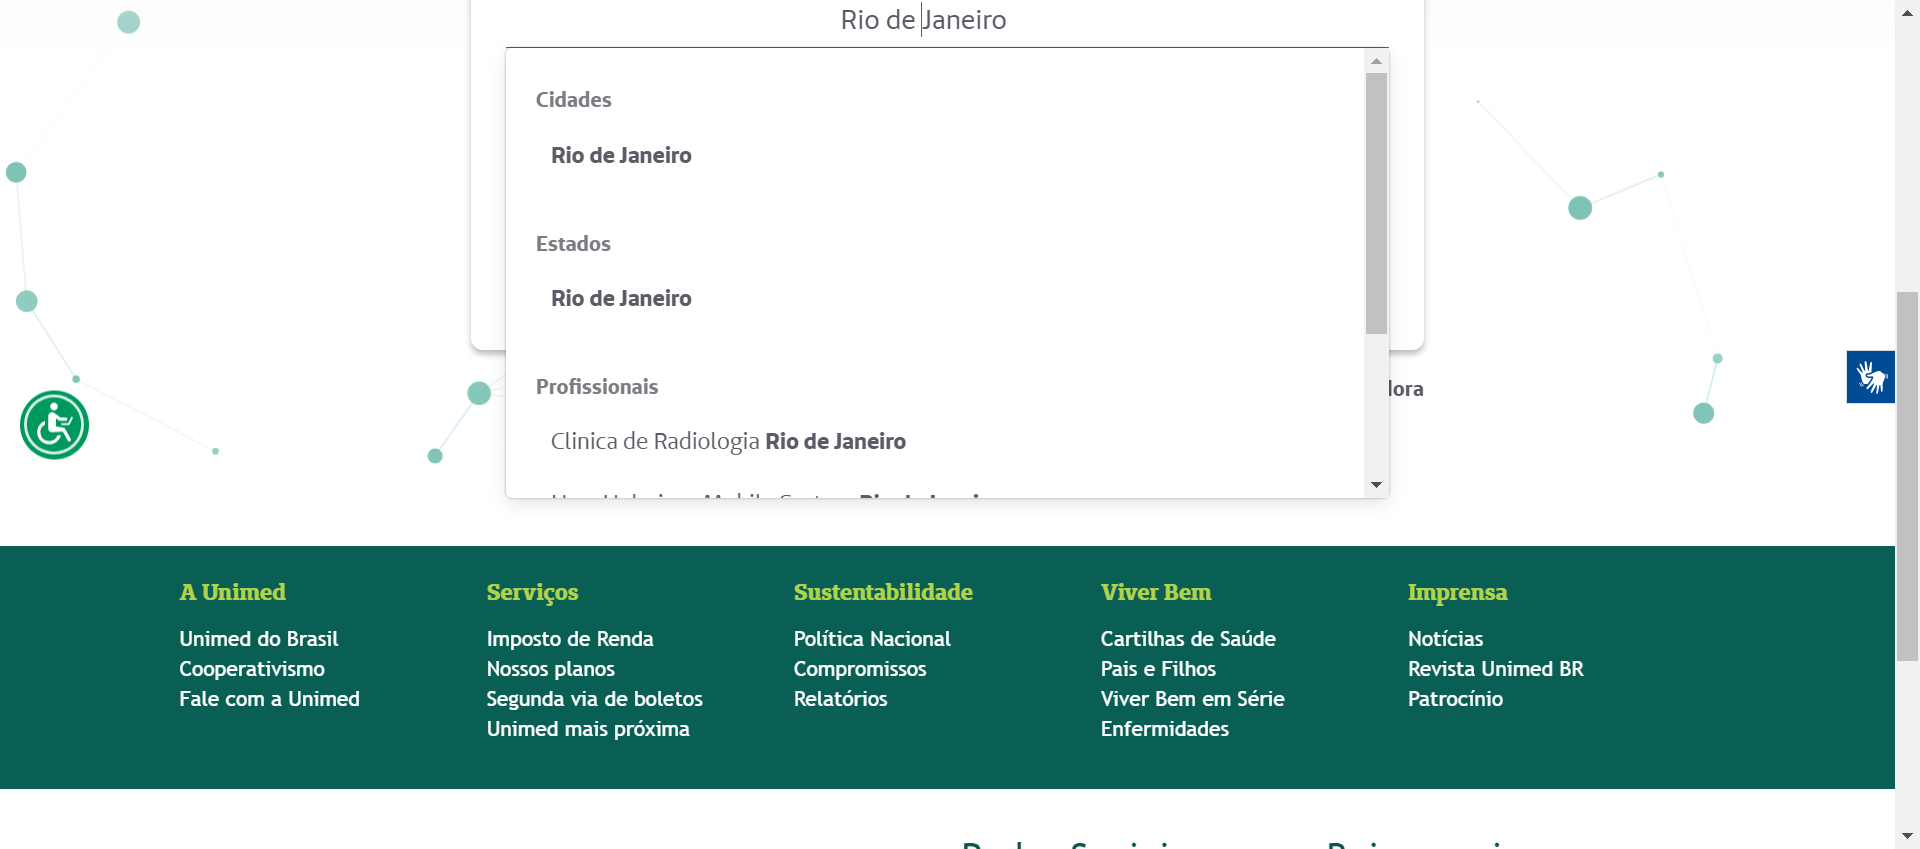 Rio de Janeiro
Cidades
Rio de Janeiro
Estados
Rio de Janeiro
Profissionais
Clinica de Radiologia Rio de Janeiro
A Unimed
Unimed do Brasil
Cooperativismo
Fale com a Unimed
Serviços
Imposto de Renda
Nossos planos
Segunda via de boletos
Unimed mais próxima
Sustentabilidade
Política Nacional
Compromissos
Relatórios
Viver Bem
Cartilhas de Saúde
Pais e Filhos
Viver Bem em Série
Enfermidades
Imprensa
Notícias
Revista Unimed BR
Patrocínio